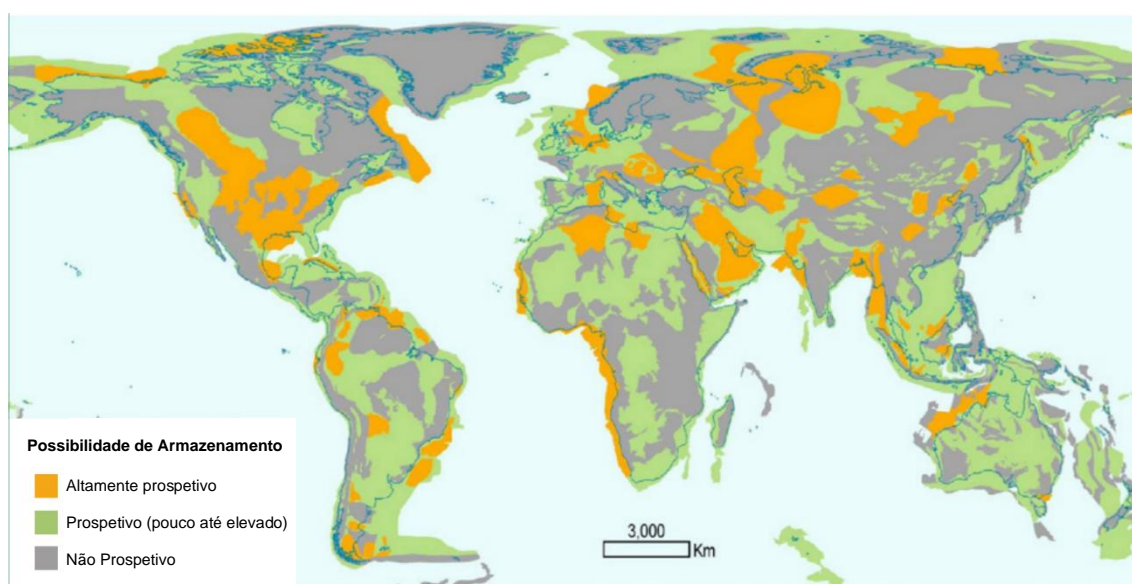 Possibilidade de Armazenamento
Altamente prospetivo
Prospetivo (pouco até elevado)
Não Prospetivo
3,000
Km